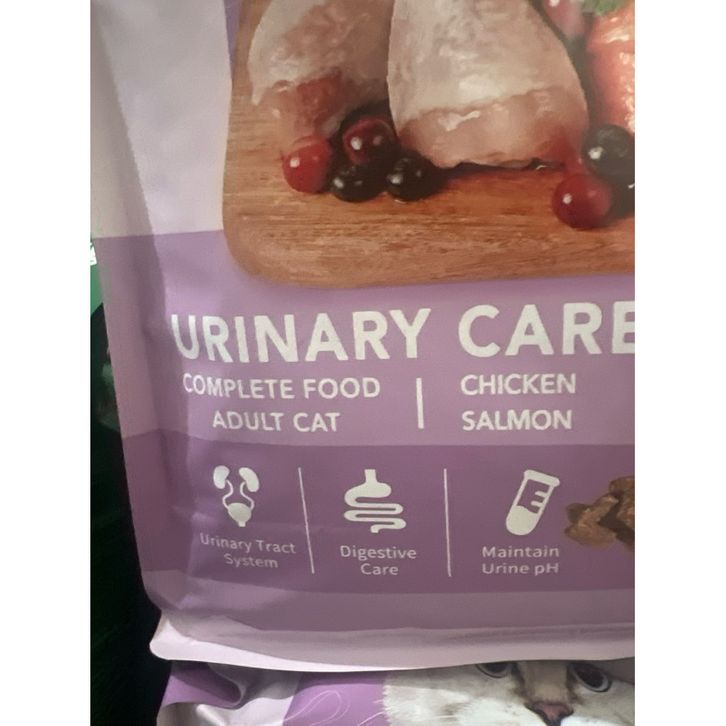 URINARY CARE
COMPLETE FOOD
ADULT CAT
CHICKEN
SALMON
Urinary Tract
System
Digestive
Care
Maintain
Urine pH